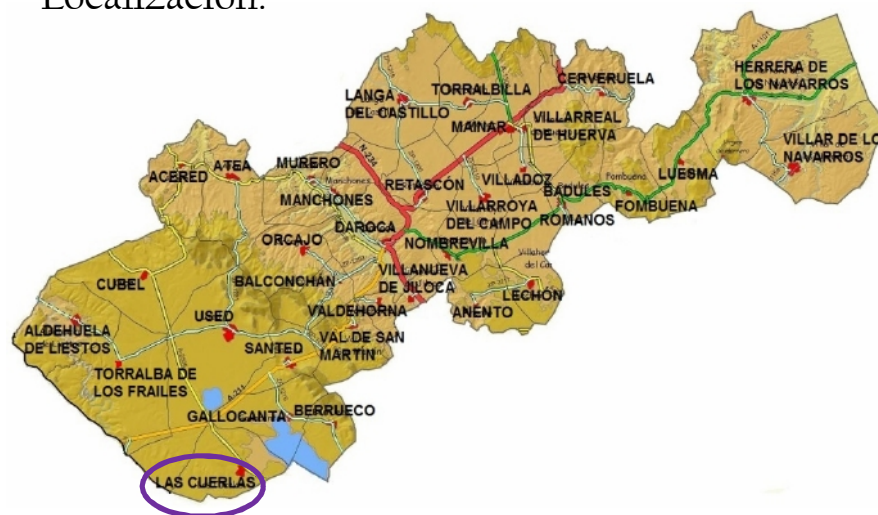 Localización:
HERRERA DE
LOS NAVARROS
CERVERUELA
LANGA
DEL CASTILLO
TORRALBILLA
MAINAR
VILLARREAL
DE HUERVA
VILLAR DE LO
NAVARROS
ACERED
ATEA
MURERO
N-234
MANCHONES
RETASCÓN
VILLADOZ
BADULES
LUESMA
VILLARROYA
DEL CAMPO
ROMANOS
FOMBUENA
DAROCA
ORCAJO
NOMBREVILLA
CUBEL
BALCONCHÁN
VILLANUEVA
DE JILOCA
LECHÓN
ANENTO
ALDEHUELA
DE LIESTOS
USED
VALDEHORNA
SANTED
VAL DE SAN
MARTÍN
TORRALBA DE
LOS FRAILES
A-211
GALLOCANTA
BERRUECO
LAS CUERLAS